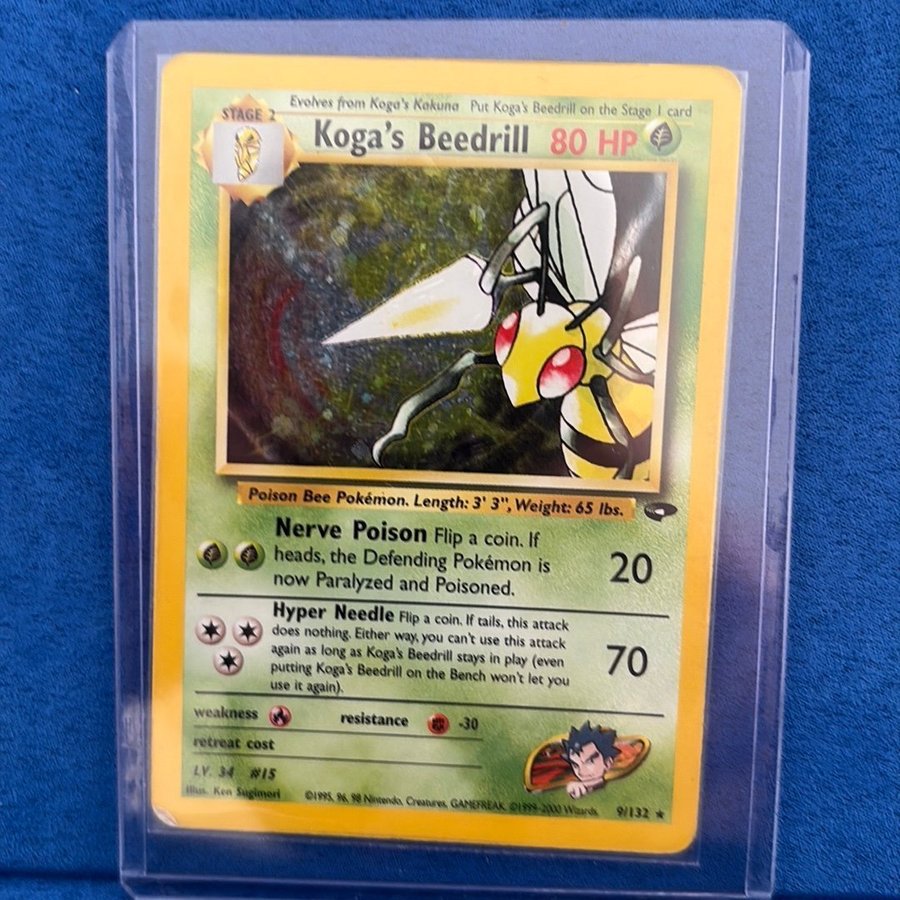 Evolves from Koga's Kakuna Put Koga's Beedrill on the Stage 1 card
STAGE 2
Koga's Beedrill 80 HP
Poison Bee Pokémon. Length: 3' 3", Weight: 65 lbs.
Nerve Poison Flip a coin. If
heads, the Defending Pokémon is
now Paralyzed and Poisoned.
20
Hyper Needle Flip a coin. If tails, this attack
does nothing. Either way, you can't use this attack
again as long as Koga's Beedrill stays in play (even
putting Koga's Beedrill on the Bench won't let you
use it again).
70
weakness resistance -30
retreat cost
LV. 34 #15
Illus. Ken Sugimori ©1995, 96, 98 Nintendo, Creatures, GAMEFREAK. ©1999-2000 Wizards. 9/132 ★